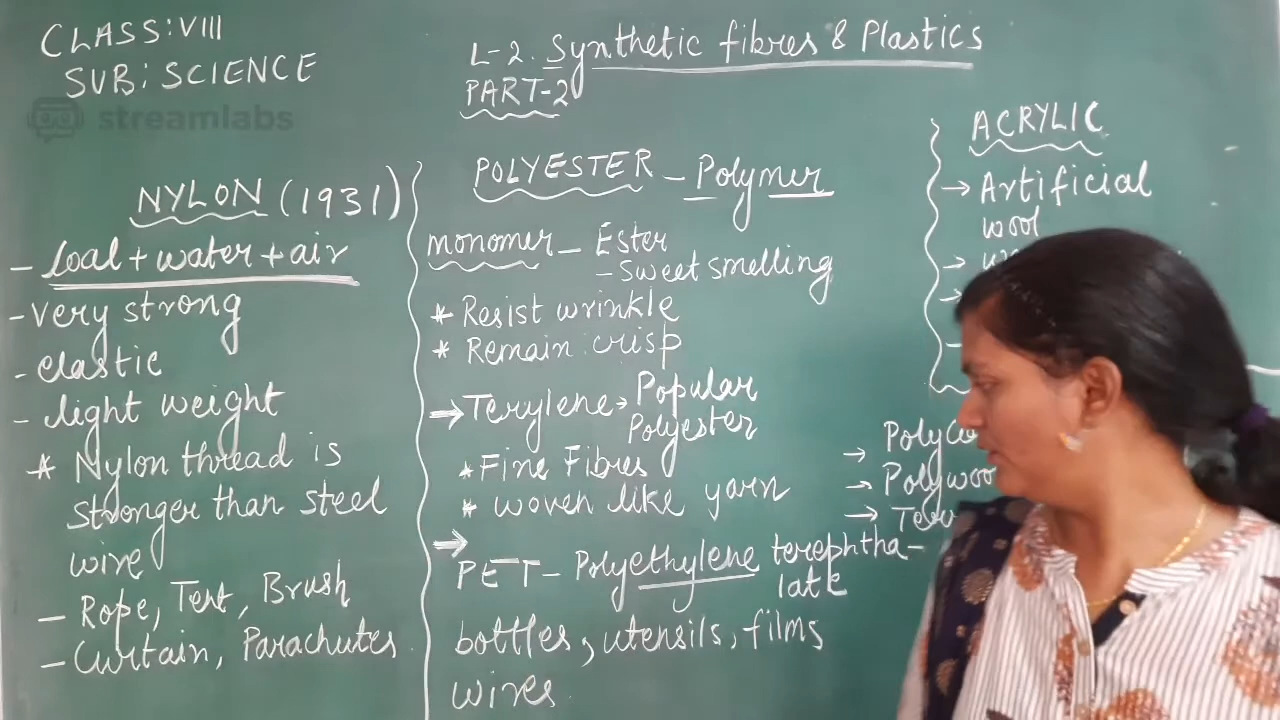 CLASS: VIII
SUB: SCIENCE
streamlabs
L-2. Synthetic fibres & Plastics
PART-2
NYLON (1931)
- Coal + water + air
- very strong
- elastic
- light weight
* Nylon thread is
stronger than steel
wire
- Rope, Tent, Brush
- Curtain, Parachutes
POLYESTER - Polymer
monomer - Ester
- Sweet smelling
* Resist wrinkle
* Remain crisp
⇒ Terylene → Popular
Polyester
* Fine Fibres
* woven like yarn
⇒
PET - Polyethylene terephtha-
late
bottles, utensils, films
wires.
ACRYLIC
→ Artificial
wool
→
→
-
→
→
→